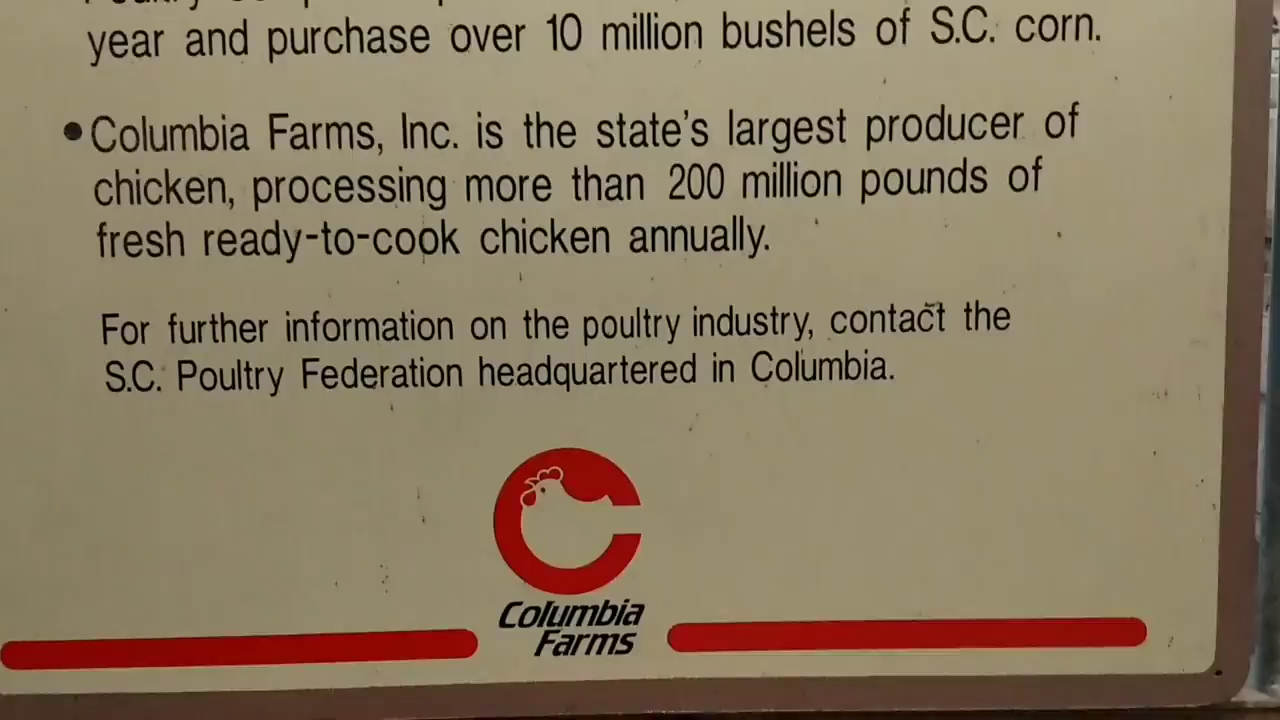 year and purchase over 10 million bushels of S.C. corn.
•Columbia Farms, Inc. is the state's largest producer of
chicken, processing more than 200 million pounds of
fresh ready-to-cook chicken annually.
For further information on the poultry industry, contact the
S.C. Poultry Federation headquartered in Columbia.
Columbia
Farms